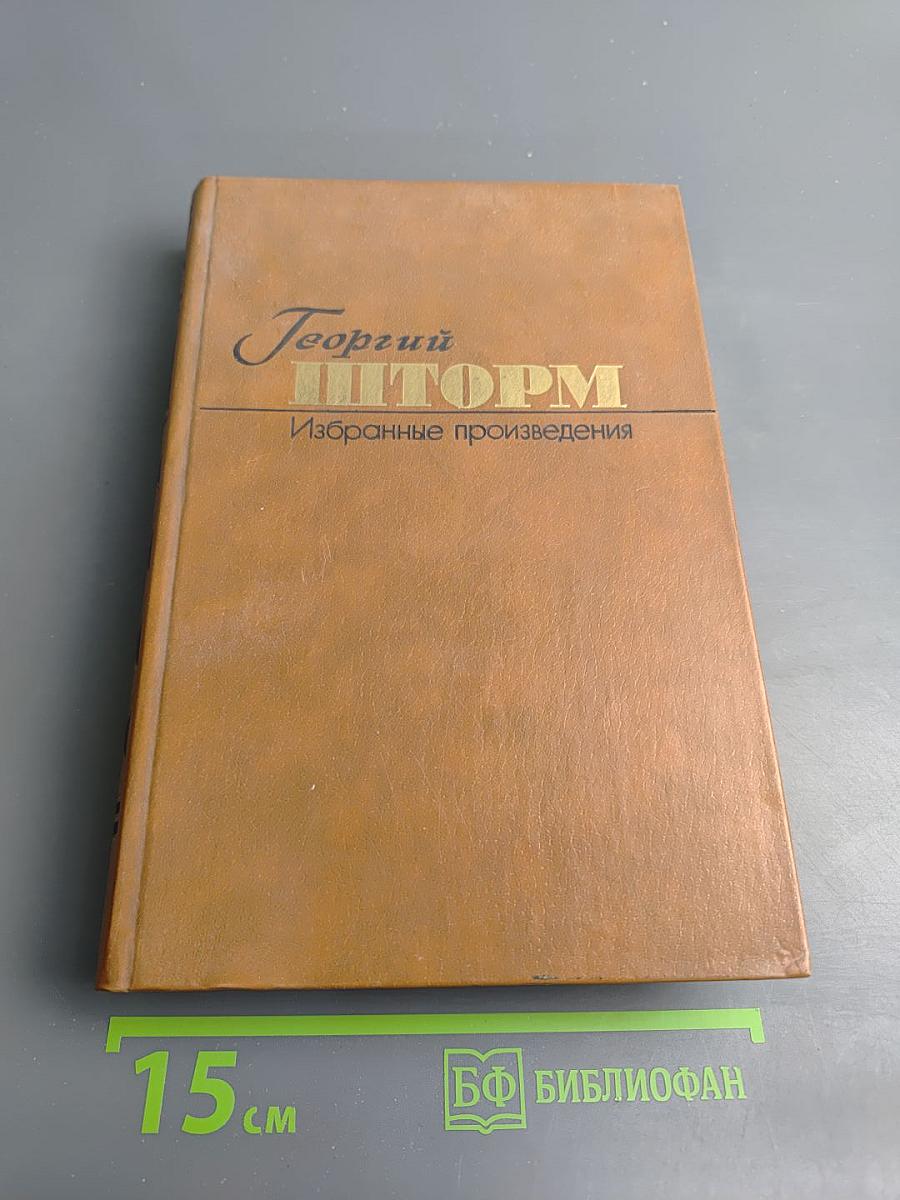 Георгий
ШТОРМ
Избранные произведения
15 см
БФ БИБЛИОФАН